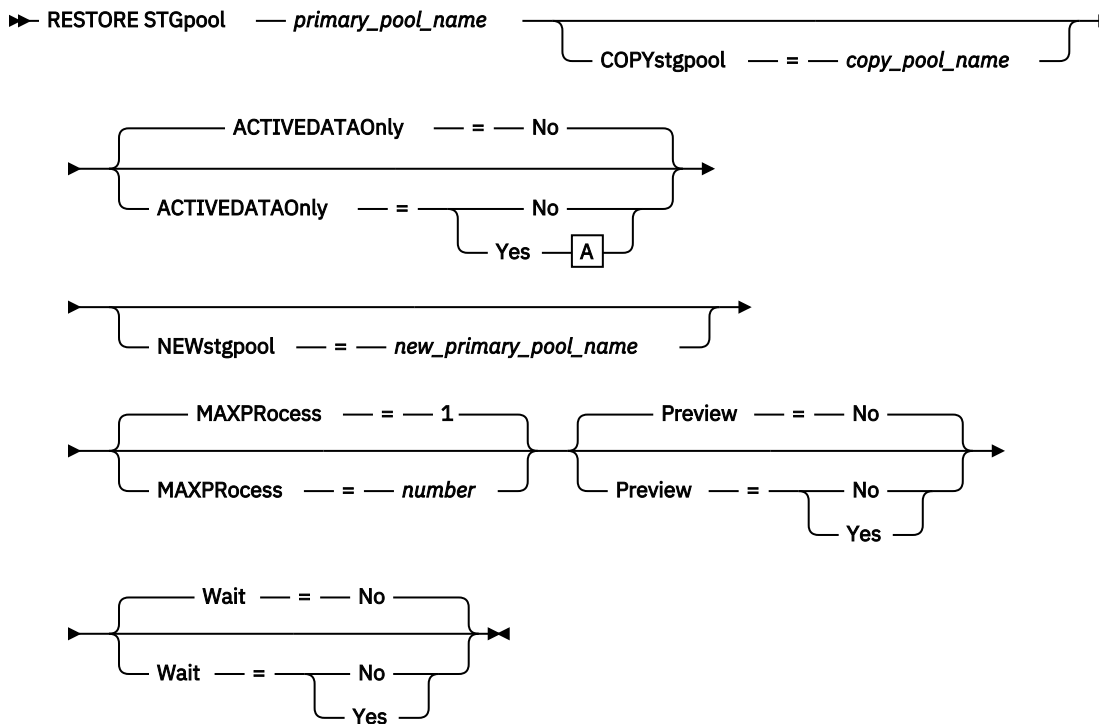 RESTORE STGpool primary_pool_name
COPYstgpool = copy_pool_name
ACTIVEDATAOnly = No
ACTIVEDATAOnly = No
Yes A
NEWstgpool = new_primary_pool_name
MAXPRocess = 1 Preview = No
MAXPRocess = number Preview = No
Yes
Wait = No
Wait = No
Yes